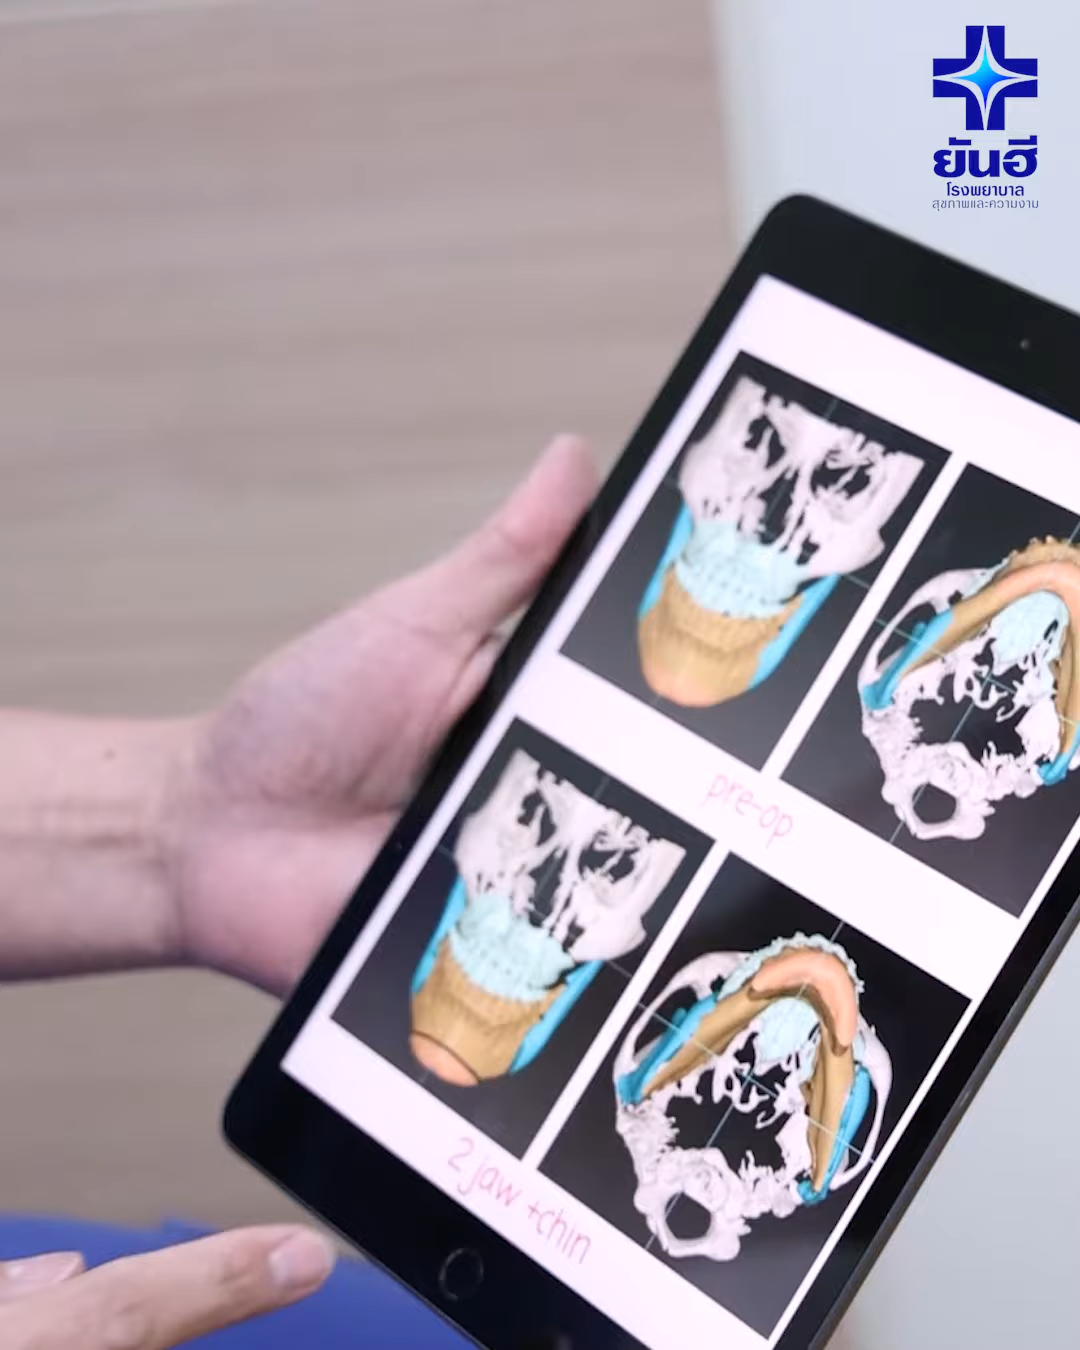 ยันฮี
โรงพยาบาล
สุขภาพและความงาม
pre-op
2 jaw +chin